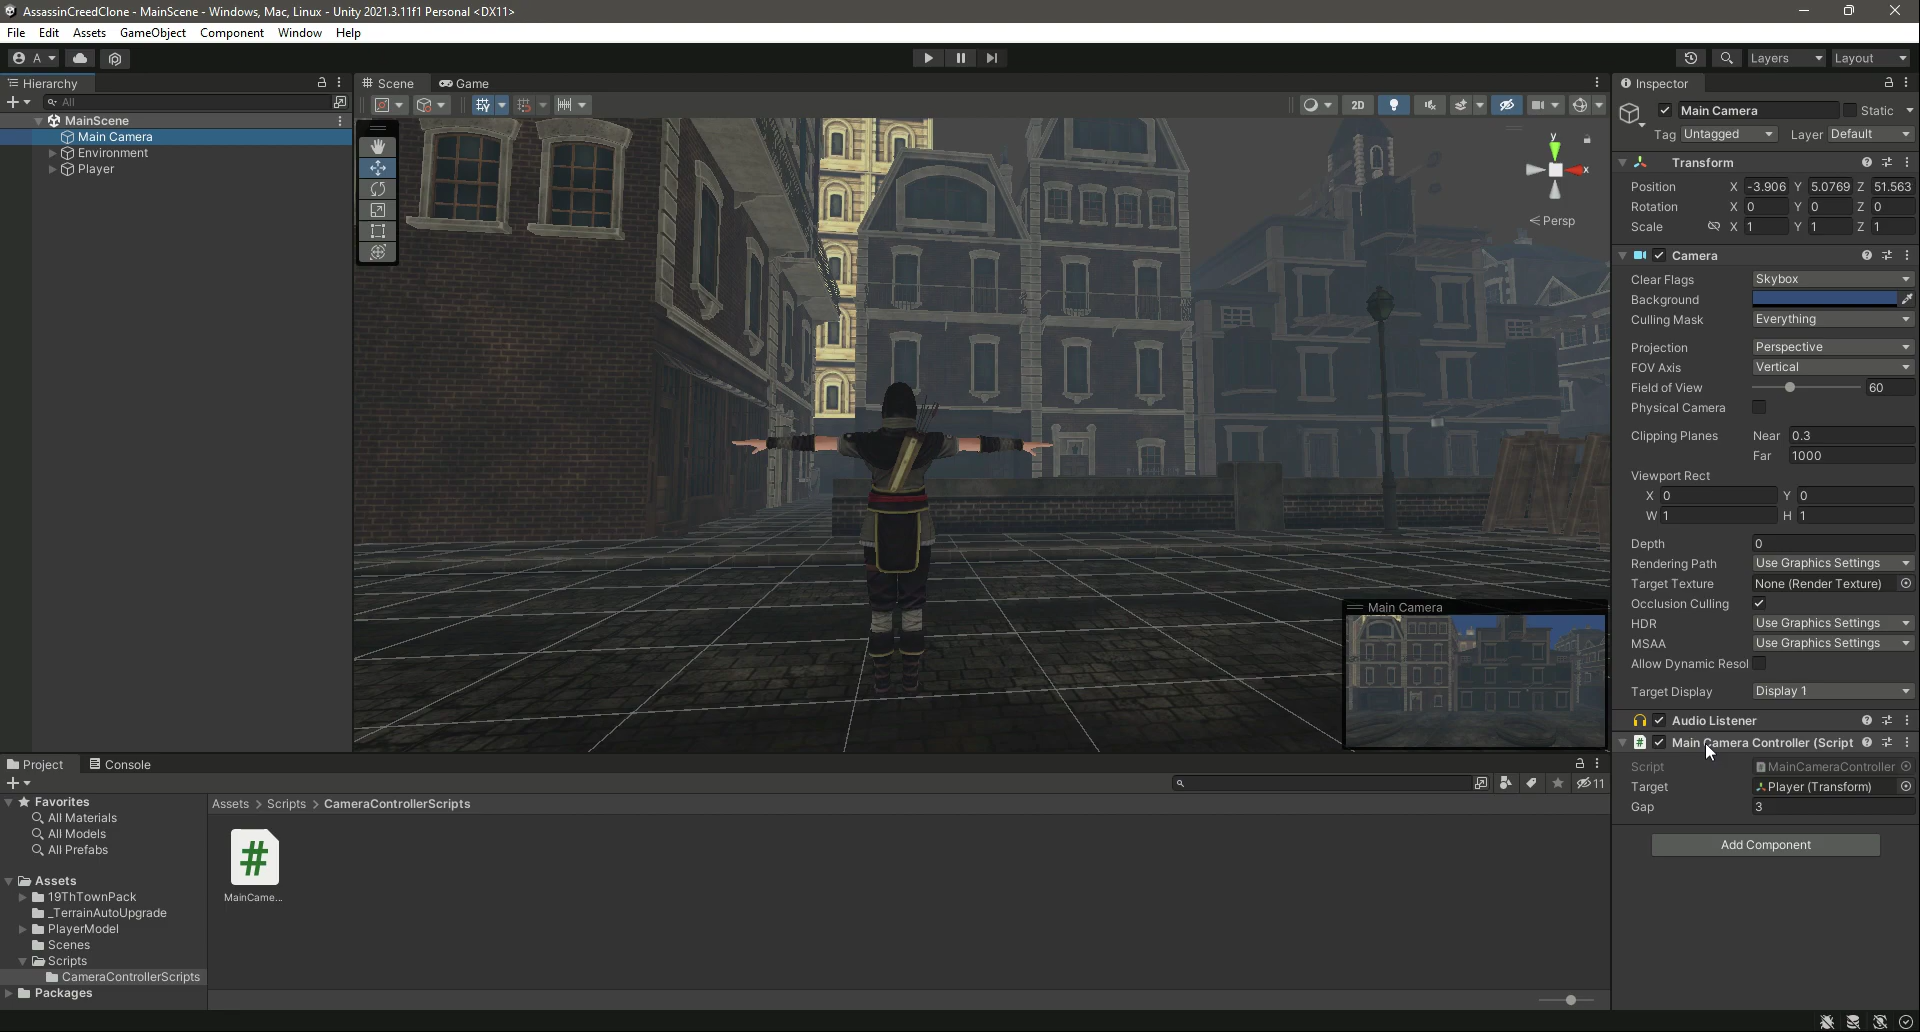 AssassinCreedClone - MainScene - Windows, Mac, Linux - Unity 2021.3.11f1 Personal <DX11>
File Edit Assets GameObject Component Window Help
A Layers Layout
Hierarchy
All
MainScene
Main Camera
Environment
Player
Scene Game
2D
y
x
Persp
Main Camera
Inspector
Main Camera Static
Tag Untagged Layer Default
Transform
Position X -3.906 Y 5.0769 Z 51.563
Rotation X 0 Y 0 Z 0
Scale X 1 Y 1 Z 1
Camera
Clear Flags Skybox
Background
Culling Mask Everything
Projection Perspective
FOV Axis Vertical
Field of View 60
Physical Camera
Clipping Planes Near 0.3
Far 1000
Viewport Rect
X 0 Y 0
W 1 H 1
Depth 0
Rendering Path Use Graphics Settings
Target Texture None (Render Texture)
Occlusion Culling
HDR Use Graphics Settings
MSAA Use Graphics Settings
Allow Dynamic Resol
Target Display Display 1
Audio Listener
# Main Camera Controller (Script
Script MainCameraController
Target Player (Transform)
Gap 3
Add Component
Project Console
11
Favorites
All Materials
All Models
All Prefabs
Assets
19ThTownPack
_TerrainAutoUpgrade
PlayerModel
Scenes
Scripts
CameraControllerScripts
Packages
Assets > Scripts > CameraControllerScripts
#
MainCame...